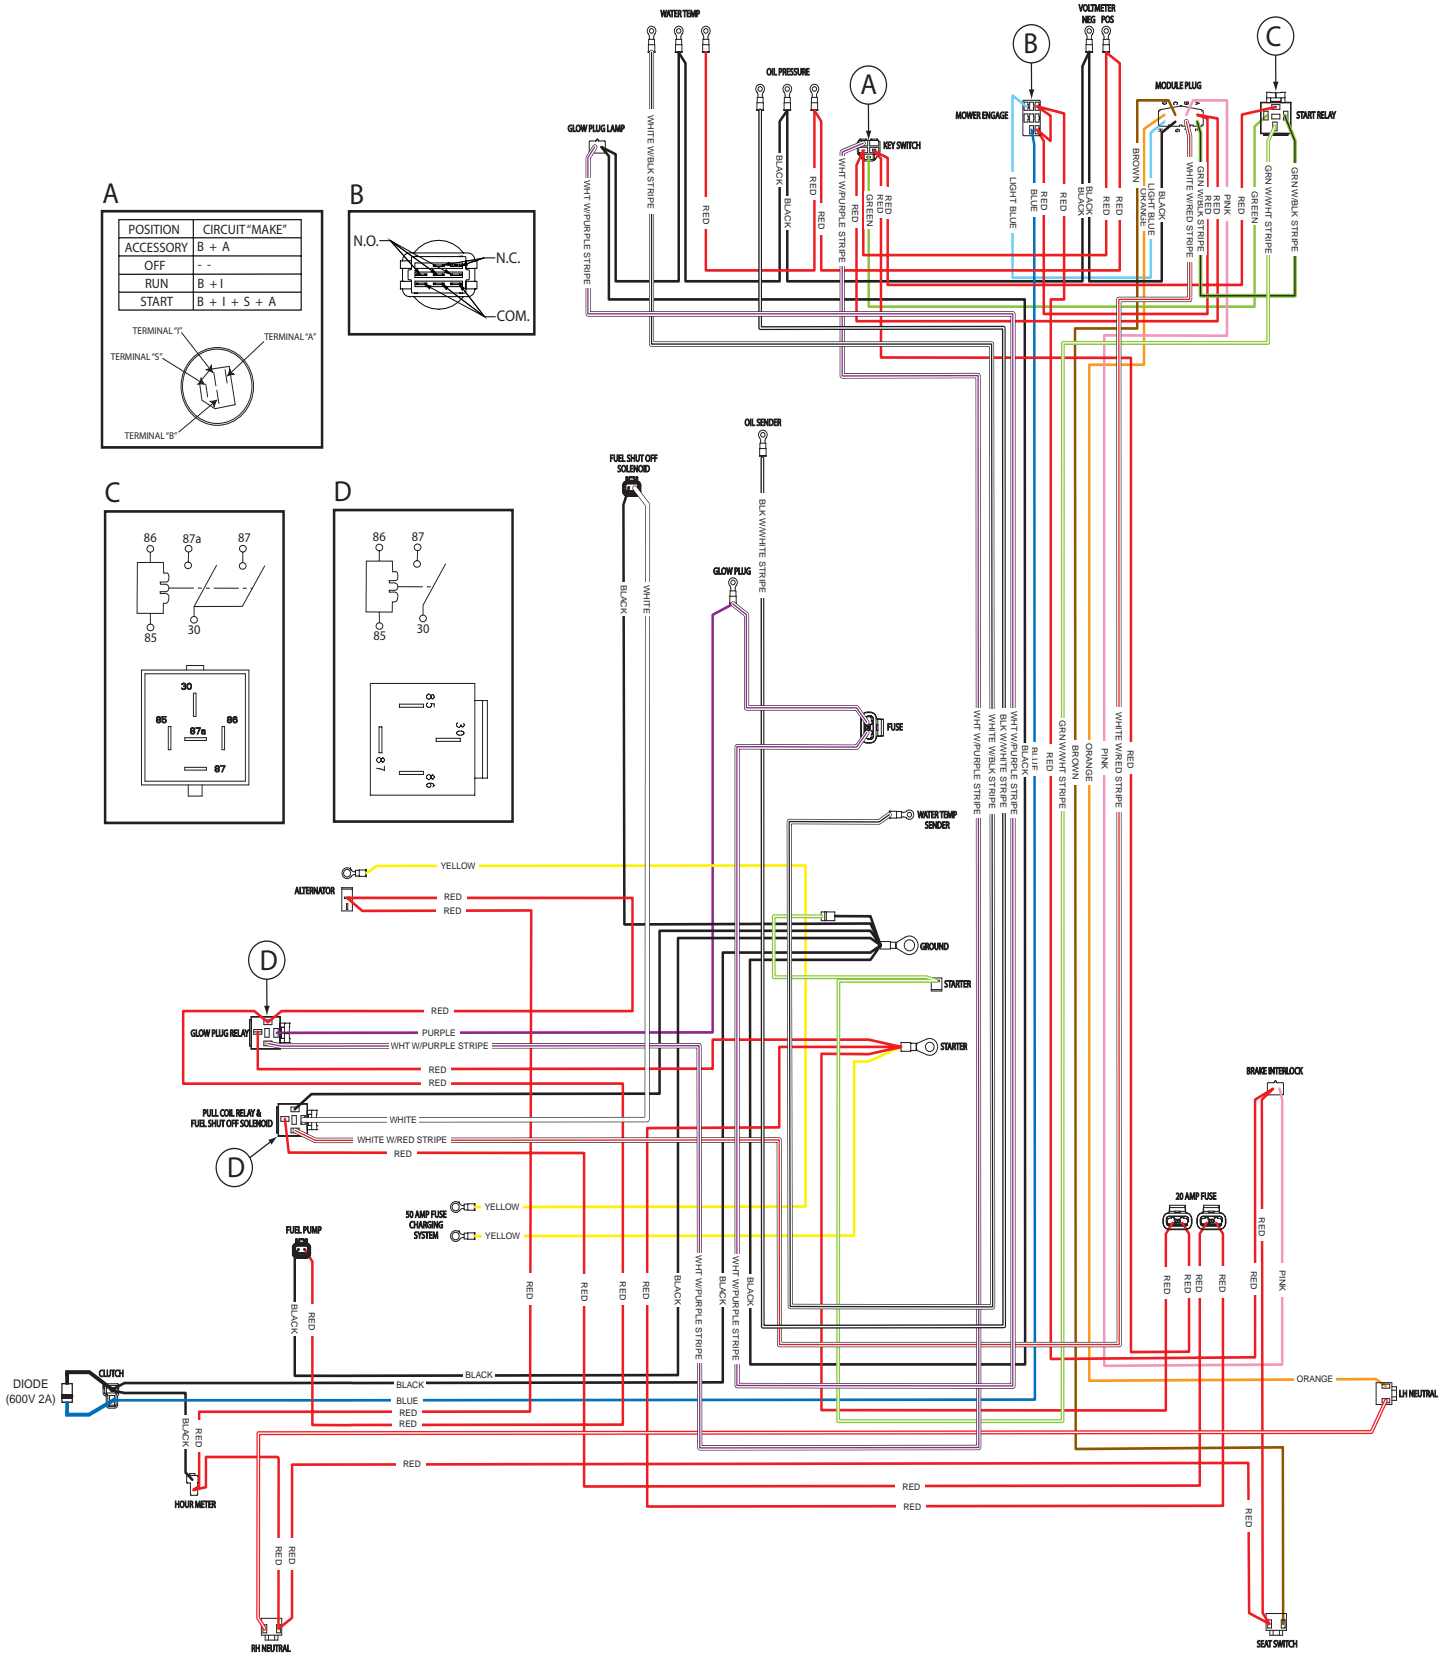 WATER TEMP
OIL PRESSURE
GLOW PLUG LAMP
A
KEY SWITCH
B
MOWER ENGAGE
VOLTMETER
NEG POS
MODULE PLUG
C
START RELAY
WHITE W/BLK STRIPE
WHT W/PURPLE STRIPE
RED
BLACK
BLACK
RED
RED
WHT W/PURPLE STRIPE
RED
GREEN
RED
RED
LIGHT BLUE
BLUE
RED
RED
BLACK
BLACK
RED
RED
BROWN
ORANGE
LIGHT BLUE
BLACK
WHITE W/RED STRIPE
GRN W/BLK STRIPE
RED
RED
PINK
RED
GREEN
GRN W/WHT STRIPE
GRN W/BLK STRIPE
A
POSITION CIRCUIT "MAKE"
ACCESSORY B + A
OFF - -
RUN B + I
START B + I + S + A
TERMINAL "I"
TERMINAL "A"
TERMINAL "S"
TERMINAL "B"
B
N.O.
N.C.
COM.
C
86 87a 87
85 30
30
85 86
87a
87
D
86 87
85 30
85
30
87
86
OIL SENDER
FUEL SHUT OFF
SOLENOID
BLK W/WHITE STRIPE
BLACK
WHITE
GLOW PLUG
FUSE
WHT W/PURPLE STRIPE
WHITE W/BLK STRIPE
BLK W/WHITE STRIPE
WHT W/PURPLE STRIPE
BLACK
BLUE
RED
GRN W/WHT STRIPE
BROWN
ORANGE
PINK
WHITE W/RED STRIPE
RED
WATER TEMP
SENDER
YELLOW
ALTERNATOR
RED
RED
GROUND
D
STARTER
RED
GLOW PLUG RELAY
PURPLE
WHT W/PURPLE STRIPE
STARTER
RED
RED
BRAKE INTERLOCK
PULL COIL RELAY &
FUEL SHUT OFF SOLENOID
WHITE
WHITE W/RED STRIPE
RED
D
20 AMP FUSE
50 AMP FUSE
CHARGING
SYSTEM
YELLOW
YELLOW
FUEL PUMP
BLACK
RED
RED
RED
RED
RED
BLACK
WHT W/PURPLE STRIPE
BLACK
WHT W/PURPLE STRIPE
BLACK
RED
RED
RED
RED
RED
RED
PINK
DIODE
(600V 2A)
CLUTCH
BLACK
BLACK
BLUE
RED
RED
ORANGE
LH NEUTRAL
BLACK
RED
RED
HOUR METER
RED
RED
RED
RED
RED
RH NEUTRAL
SEAT SWITCH